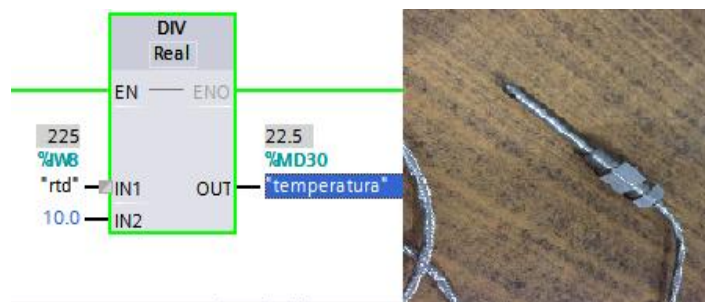 DIV
Real
EN
ENO
225
%IW8
"rtd"
IN1
10.0
IN2
22.5
%MD30
OUT
"temperatura"